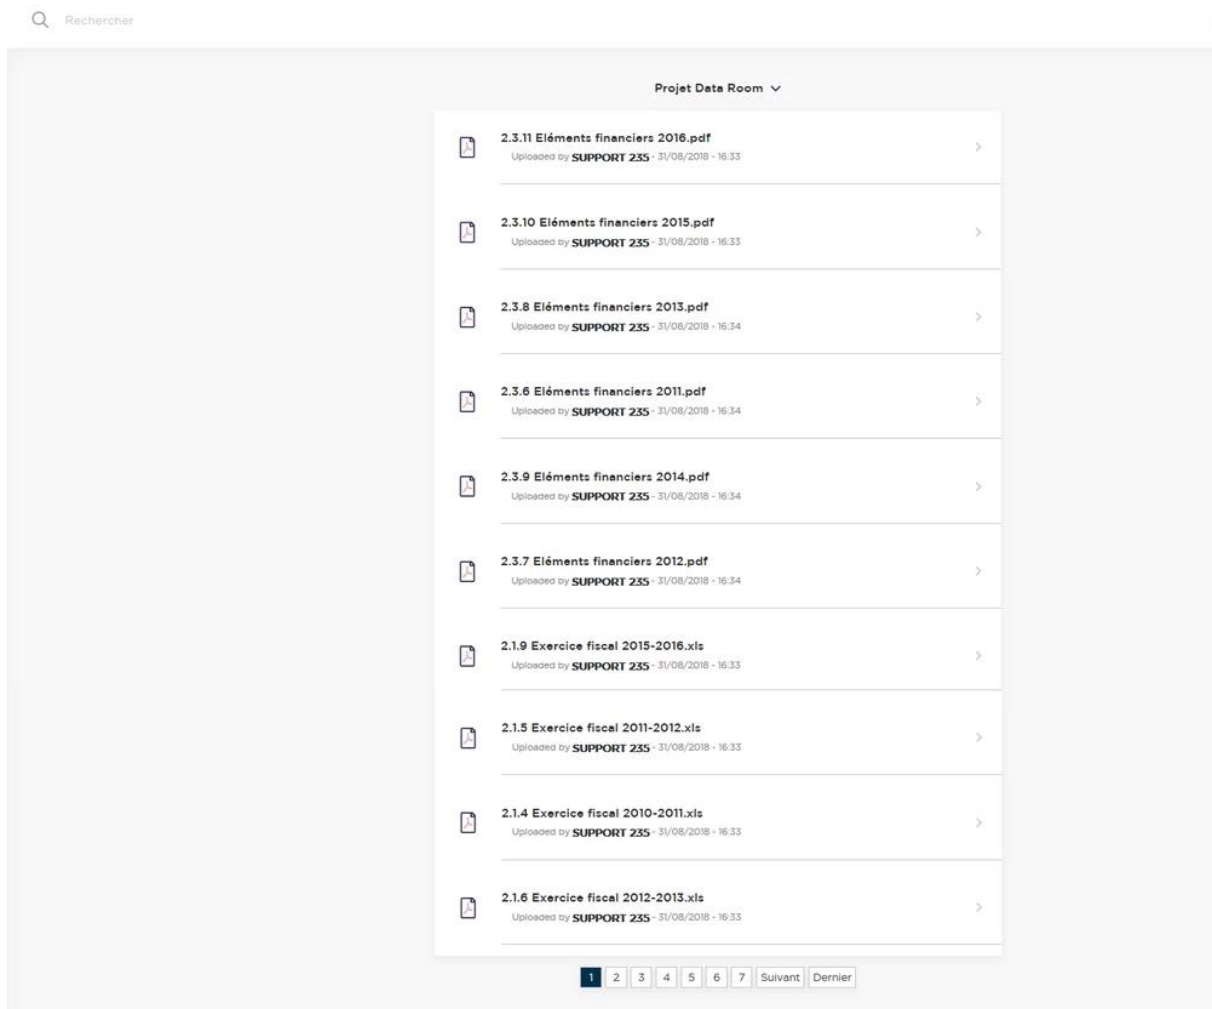 Rechercher
Projet Data Room
2.3.11 Eléments financiers 2016.pdf
Uploaded by SUPPORT 235 - 31/08/2018 - 16:33
2.3.10 Eléments financiers 2015.pdf
Uploaded by SUPPORT 235 - 31/08/2018 - 16:33
2.3.8 Eléments financiers 2013.pdf
Uploaded by SUPPORT 235 - 31/08/2018 - 16:34
2.3.6 Eléments financiers 2011.pdf
Uploaded by SUPPORT 235 - 31/08/2018 - 16:34
2.3.9 Eléments financiers 2014.pdf
Uploaded by SUPPORT 235 - 31/08/2018 - 16:34
2.3.7 Eléments financiers 2012.pdf
Uploaded by SUPPORT 235 - 31/08/2018 - 16:34
2.1.9 Exercice fiscal 2015-2016.xls
Uploaded by SUPPORT 235 - 31/08/2018 - 16:33
2.1.5 Exercice fiscal 2011-2012.xls
Uploaded by SUPPORT 235 - 31/08/2018 - 16:33
2.1.4 Exercice fiscal 2010-2011.xls
Uploaded by SUPPORT 235 - 31/08/2018 - 16:33
2.1.6 Exercice fiscal 2012-2013.xls
Uploaded by SUPPORT 235 - 31/08/2018 - 16:33
1 2 3 4 5 6 7 Suivant Dernier